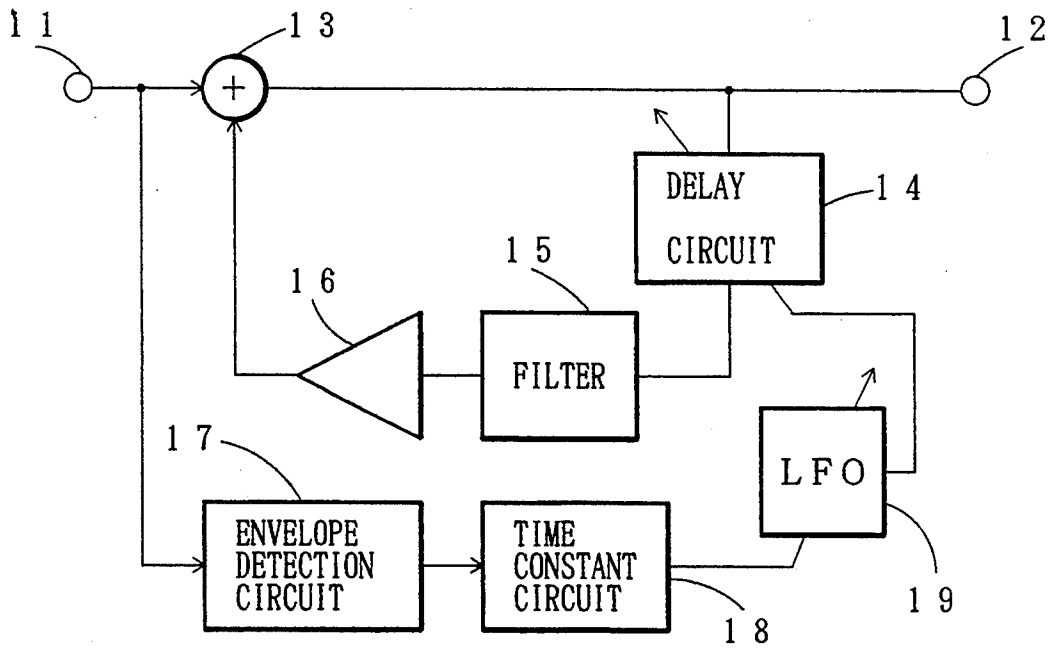 11
13
12
+
DELAY
CIRCUIT
14
16
15
FILTER
LFO
17
ENVELOPE
DETECTION
CIRCUIT
TIME
CONSTANT
CIRCUIT
18
19